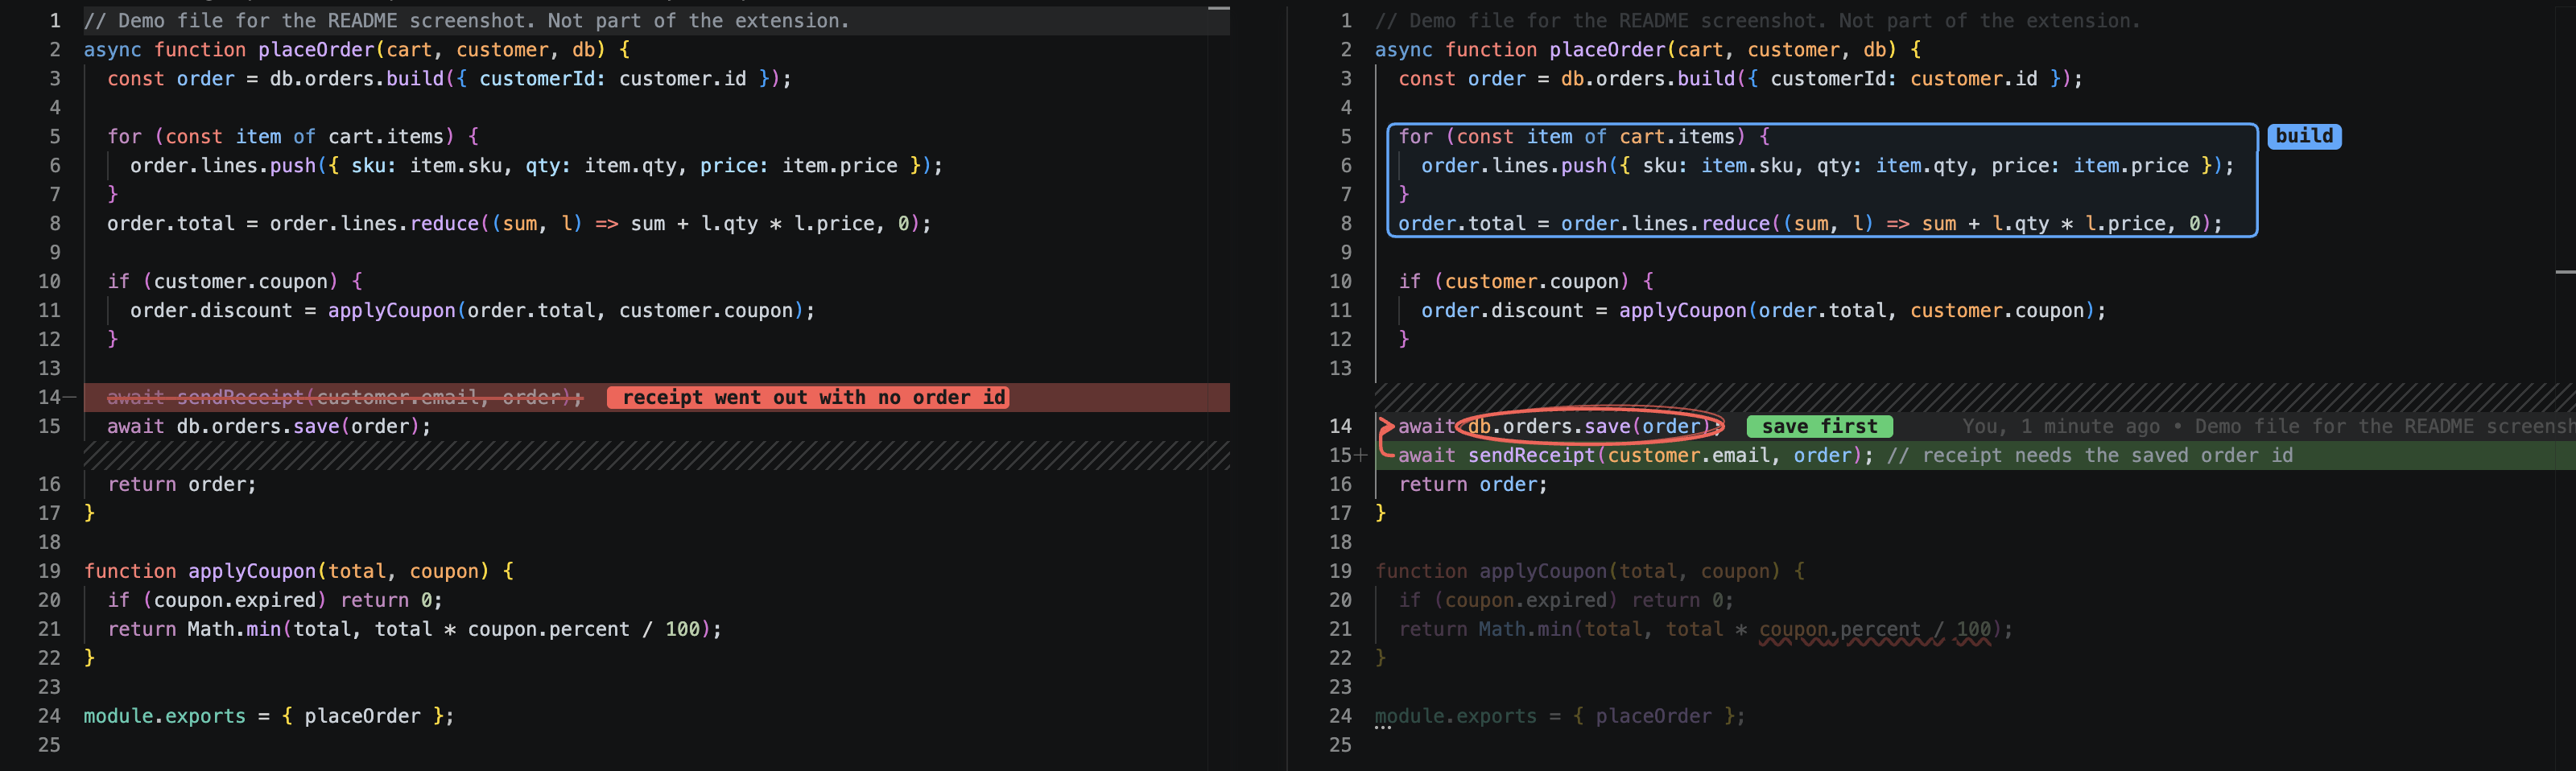 1 // Demo file for the README screenshot. Not part of the extension.
2 async function placeOrder(cart, customer, db) {
3 const order = db.orders.build({ customerId: customer.id });
4
5 for (const item of cart.items) {
6 order.lines.push({ sku: item.sku, qty: item.qty, price: item.price });
7 }
8 order.total = order.lines.reduce((sum, l) => sum + l.qty * l.price, 0);
9
10 if (customer.coupon) {
11 order.discount = applyCoupon(order.total, customer.coupon);
12 }
13
14— await sendReceipt(customer.email, order); receipt went out with no order id
15 await db.orders.save(order);
16 return order;
17 }
18
19 function applyCoupon(total, coupon) {
20 if (coupon.expired) return 0;
21 return Math.min(total, total * coupon.percent / 100);
22 }
23
24 module.exports = { placeOrder };
25
1 // Demo file for the README screenshot. Not part of the extension.
2 async function placeOrder(cart, customer, db) {
3 const order = db.orders.build({ customerId: customer.id });
4
5 for (const item of cart.items) { build
6 order.lines.push({ sku: item.sku, qty: item.qty, price: item.price });
7 }
8 order.total = order.lines.reduce((sum, l) => sum + l.qty * l.price, 0);
9
10 if (customer.coupon) {
11 order.discount = applyCoupon(order.total, customer.coupon);
12 }
13
14 await db.orders.save(order); save first You, 1 minute ago • Demo file for the README
15+ await sendReceipt(customer.email, order); // receipt needs the saved order id
16 return order;
17 }
18
19 function applyCoupon(total, coupon) {
20 if (coupon.expired) return 0;
21 return Math.min(total, total * coupon.percent / 100);
22 }
23
24 module.exports = { placeOrder };
25